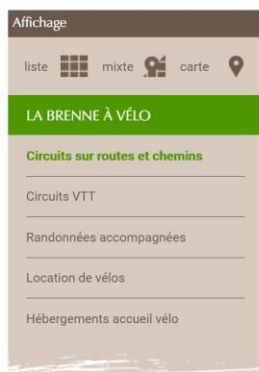 Affichage
liste mixte carte
LA BRENNE À VÉLO
Circuits sur routes et chemins
Circuits VTT
Randonnées accompagnées
Location de vélos
Hébergements accueil vélo